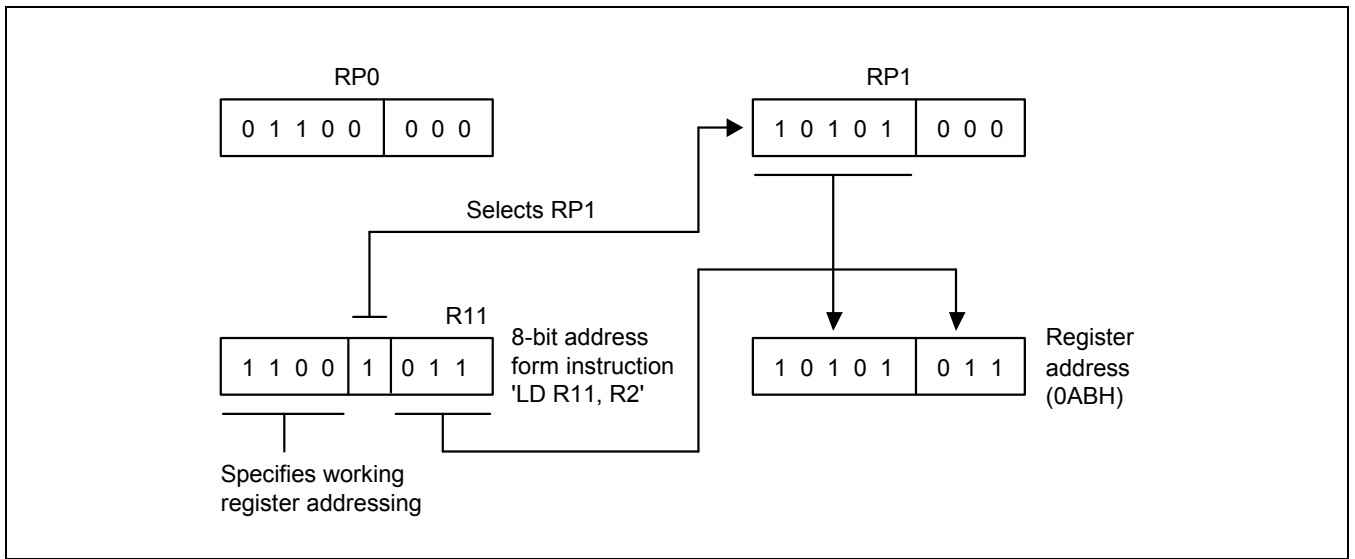 RP0
RP1
0 1 1 0 0 0 0 0
1 0 1 0 1 0 0 0
Selects RP1
R11
1 1 0 0 1 0 1 1
8-bit address
form instruction
'LD R11, R2'
1 0 1 0 1 0 1 1
Register
address
(0ABH)
Specifies working
register addressing